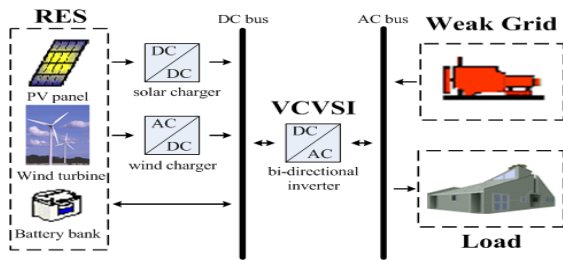 RES
DC bus
AC bus
Weak Grid
DC
DC
PV panel
solar charger
VCVSI
AC
DC
DC
AC
Wind turbine
wind charger
bi-directional
inverter
Battery bank
Load